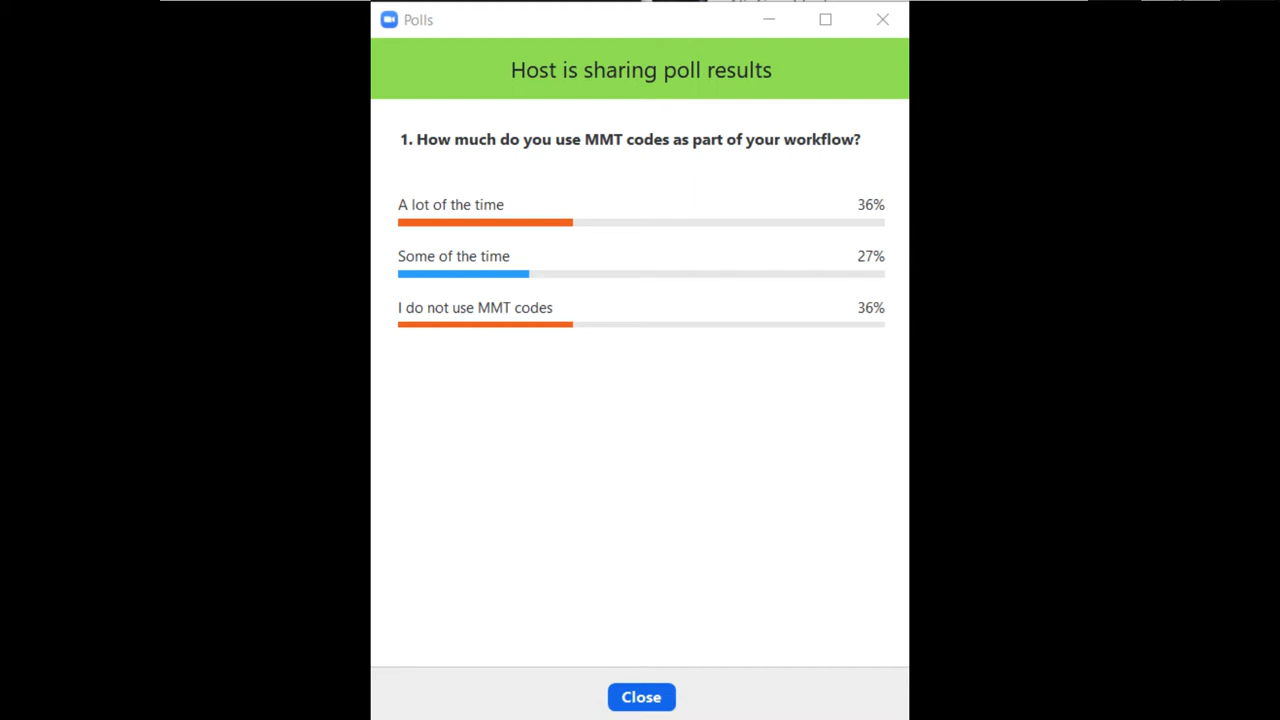 Polls
Host is sharing poll results
1. How much do you use MMT codes as part of your workflow?
A lot of the time 36%
Some of the time 27%
I do not use MMT codes 36%
Close